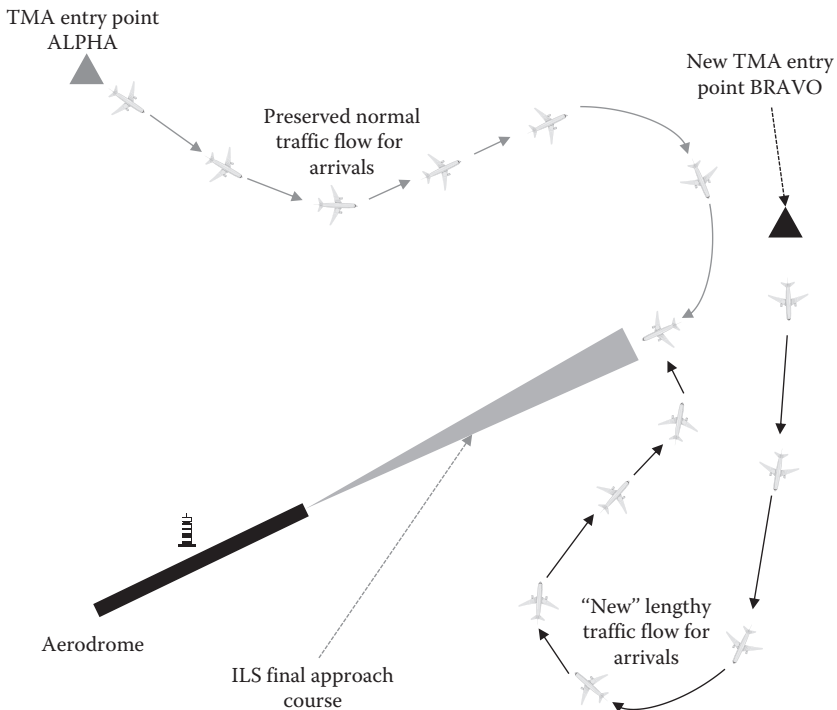 TMA entry point
ALPHA
New TMA entry
point BRAVO
Preserved normal
traffic flow for
arrivals
Aerodrome
ILS final approach
course
“New” lengthy
traffic flow for
arrivals